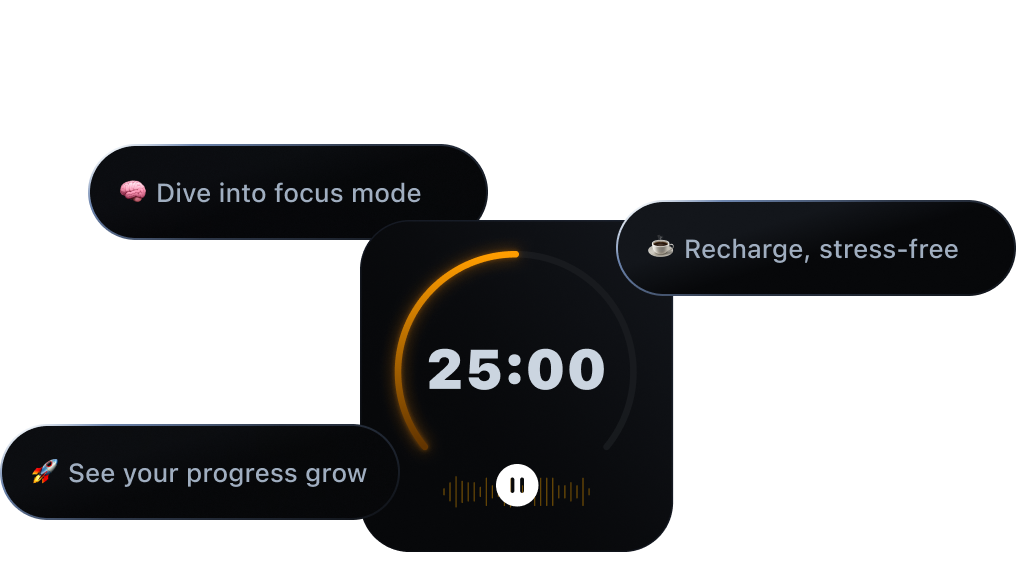 🧠 Dive into focus mode
☕ Recharge, stress-free
25:00
🚀 See your progress grow